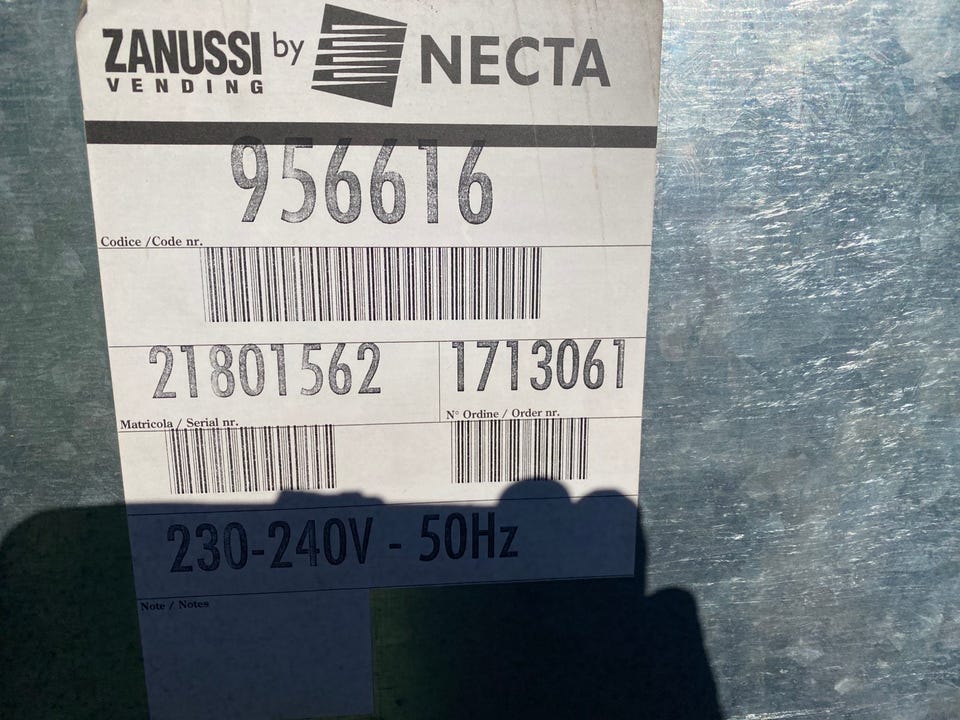 ZANUSSI by NECTA
VENDING
956616
Codice /Code nr.
21801562 1713061
Matricola / Serial nr. N° Ordine / Order nr.
230-240V - 50Hz
Note / Notes